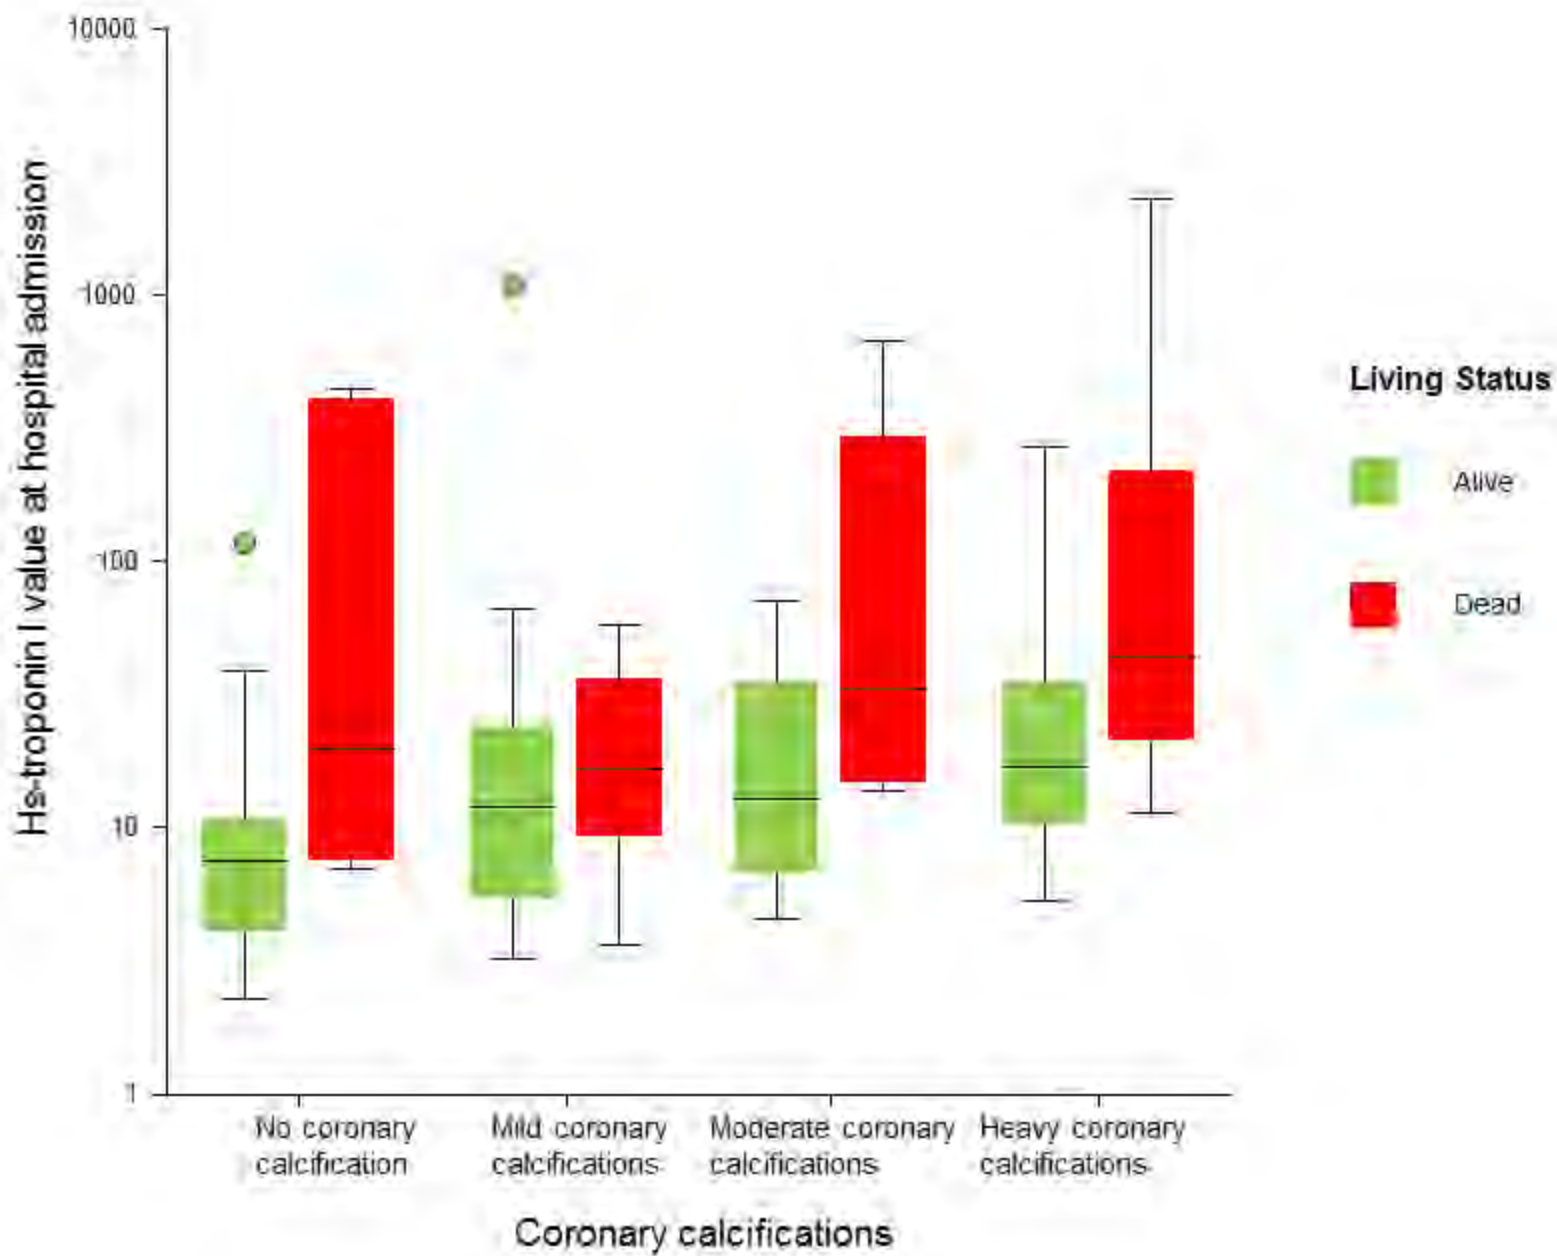 Hs-troponin I value at hospital admission
10000
1000
100
10
1
No coronary
calcification
Mild coronary
calcifications
Moderate coronary
calcifications
Heavy coronary
calcifications
Coronary calcifications
Living Status
Alive
Dead